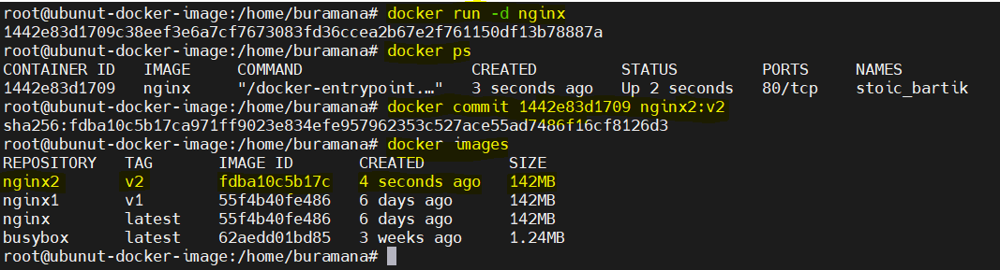 root@ubunut-docker-image:/home/buramana# docker run -d nginx
1442e83d1709c38eef3e6a7cf7673083fd36ccea2b67e2f761150df13b78887a
root@ubunut-docker-image:/home/buramana# docker ps
CONTAINER ID   IMAGE     COMMAND                  CREATED         STATUS         PORTS     NAMES
1442e83d1709   nginx     "/docker-entrypoint.…"   3 seconds ago   Up 2 seconds   80/tcp    stoic_bartik
root@ubunut-docker-image:/home/buramana# docker commit 1442e83d1709 nginx2:v2
sha256:fdba10c5b17ca971ff9023e834efe957962353c527ace55ad7486f16cf8126d3
root@ubunut-docker-image:/home/buramana# docker images
REPOSITORY   TAG       IMAGE ID       CREATED         SIZE
nginx2       v2        fdba10c5b17c   4 seconds ago   142MB
nginx1       v1        55f4b40fe486   6 days ago      142MB
nginx        latest    55f4b40fe486   6 days ago      142MB
busybox      latest    62aedd01bd85   3 weeks ago     1.24MB
root@ubunut-docker-image:/home/buramana#